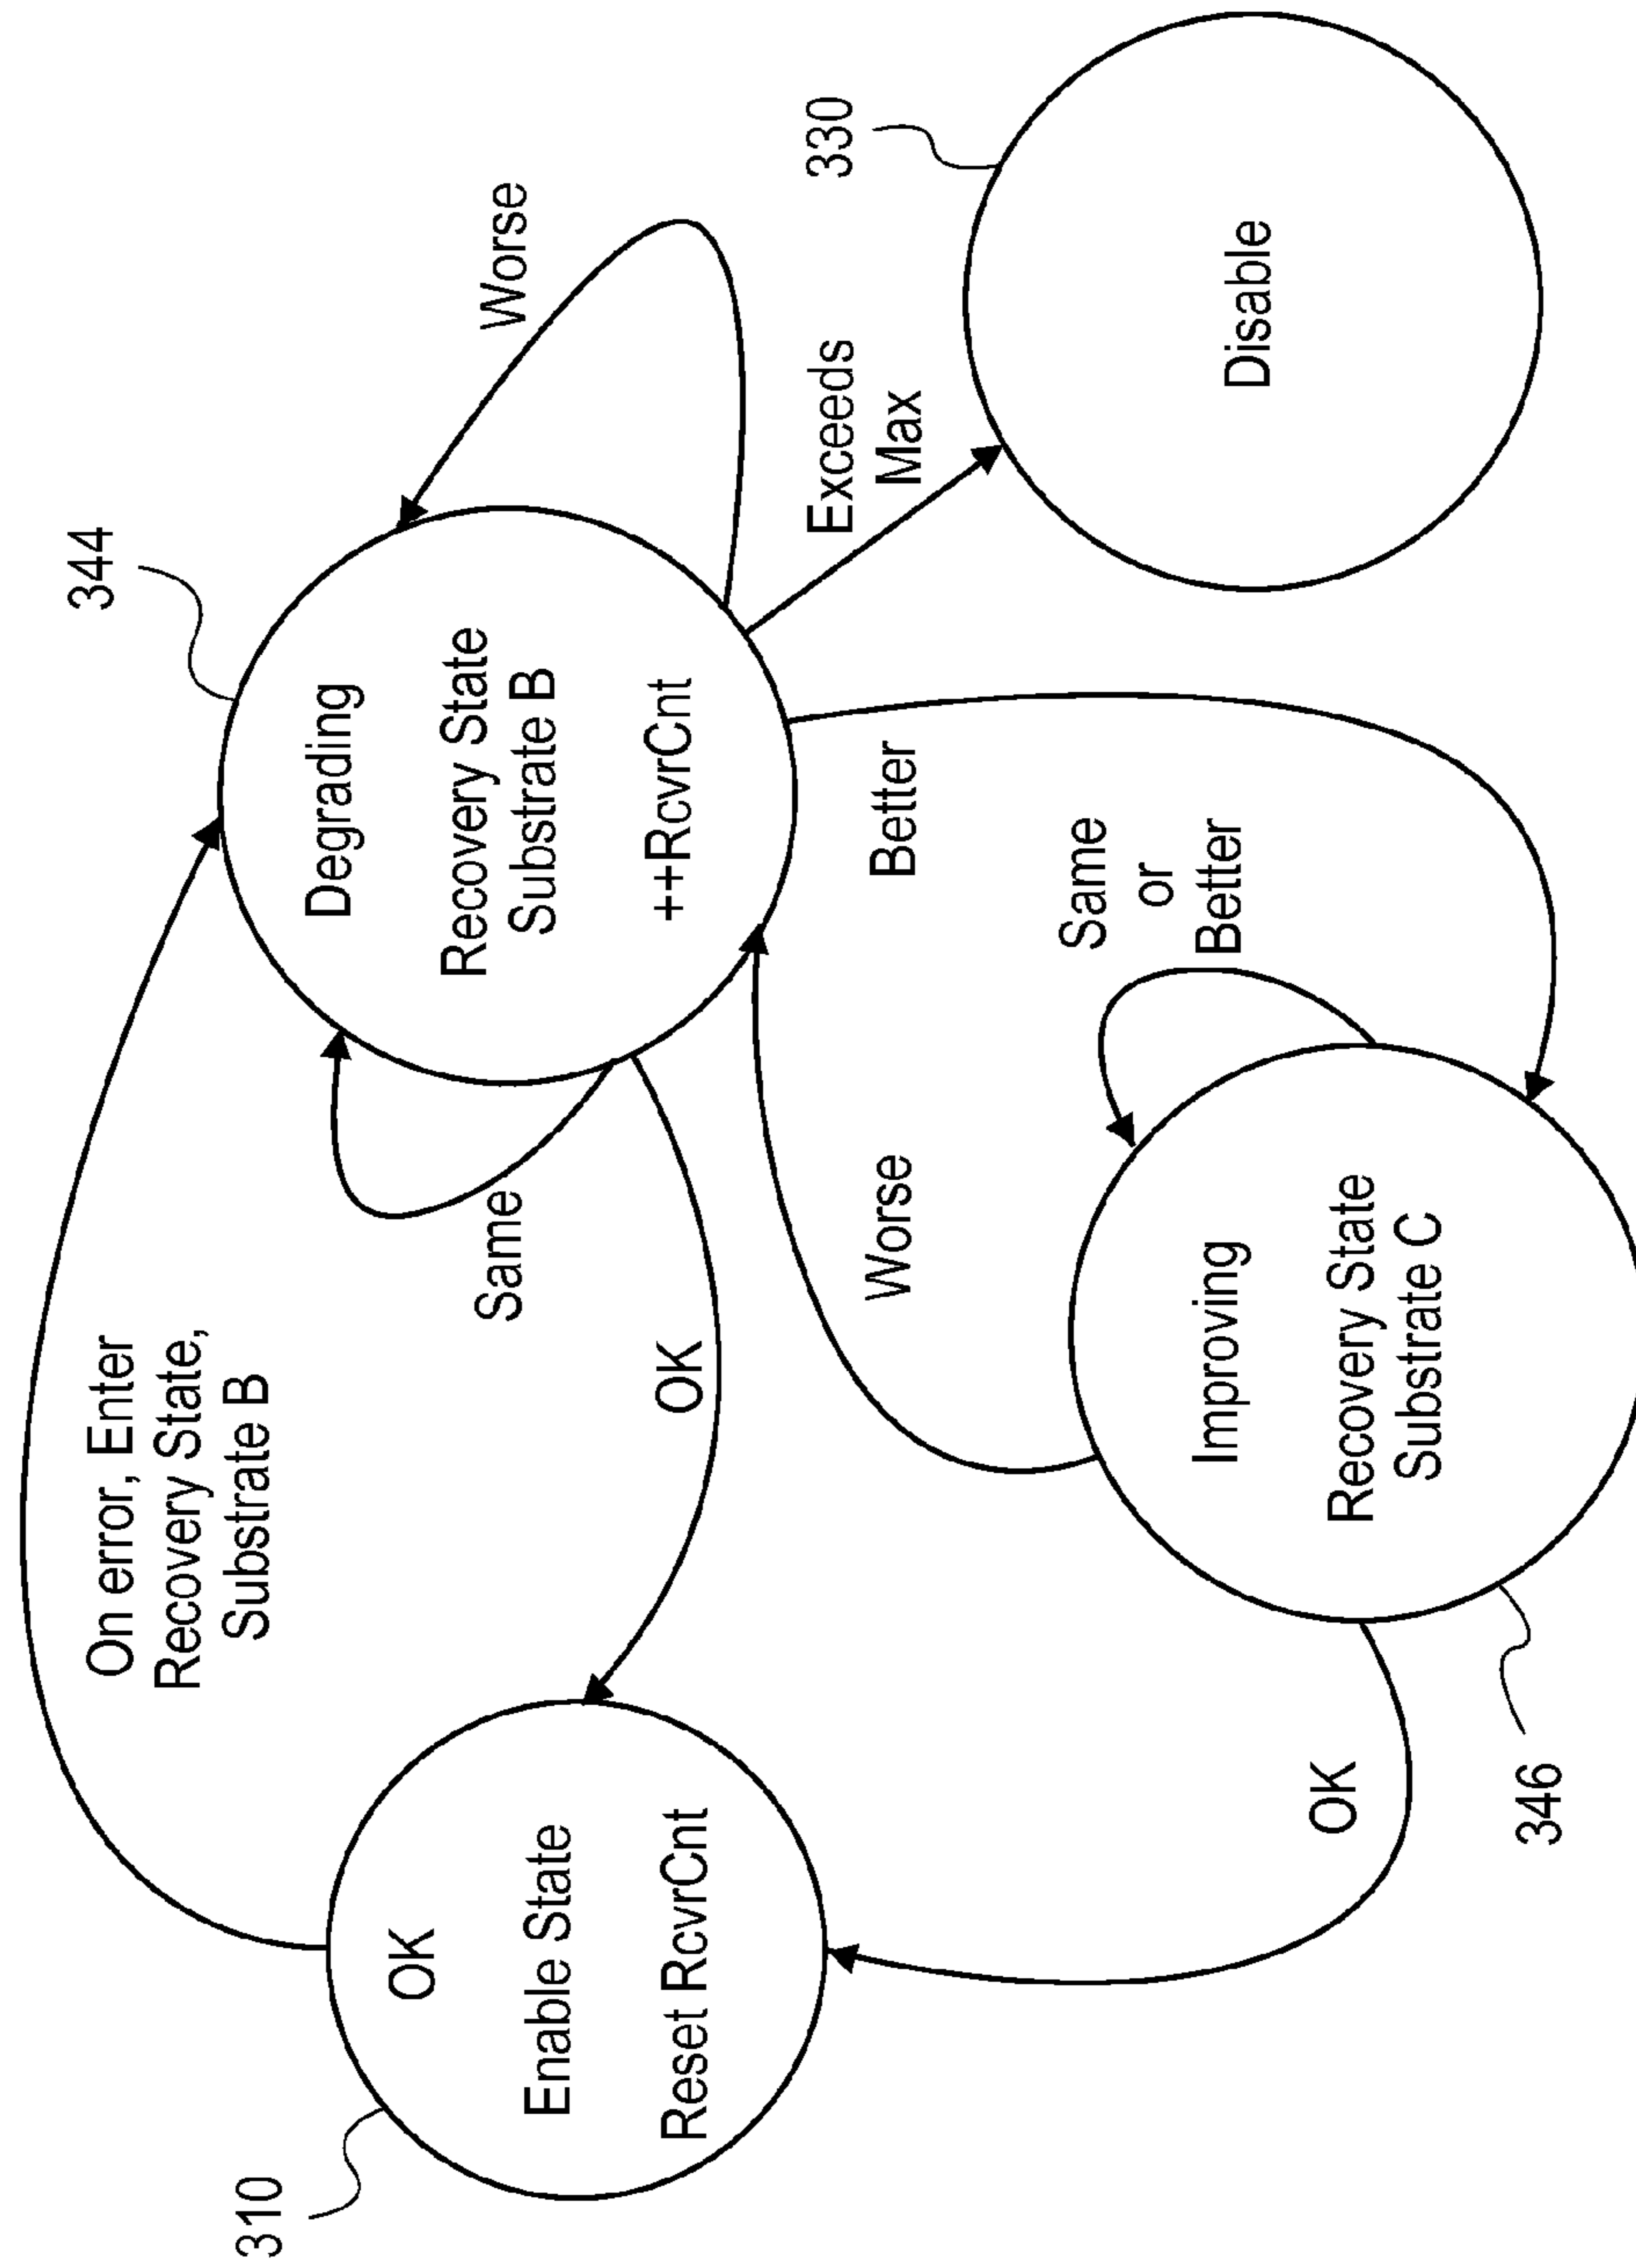 310
OK
Enable State
Reset RcvrCnt
On error, Enter
Recovery State,
Substrate B
344
Degrading
Recovery State
Substrate B
++RcvrCnt
Same
OK
Worse
Exceeds
Max
330
Disable
Better
Worse
Same
or
Better
Improving
Recovery State
Substrate C
346
OK